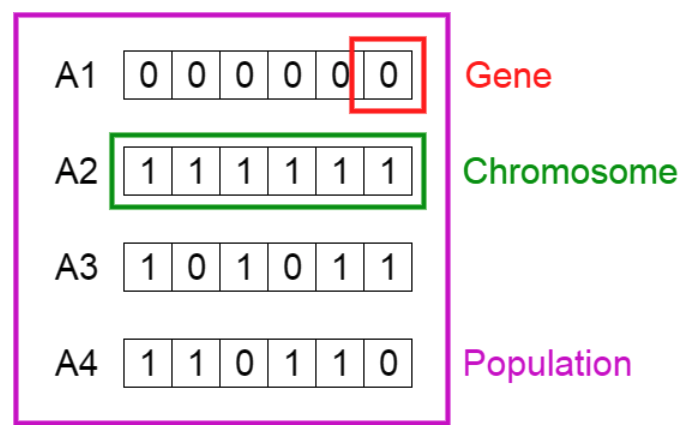 A1 0 0 0 0 0 0 Gene
A2 1 1 1 1 1 1 Chromosome
A3 1 0 1 0 1 1
A4 1 1 0 1 1 0 Population